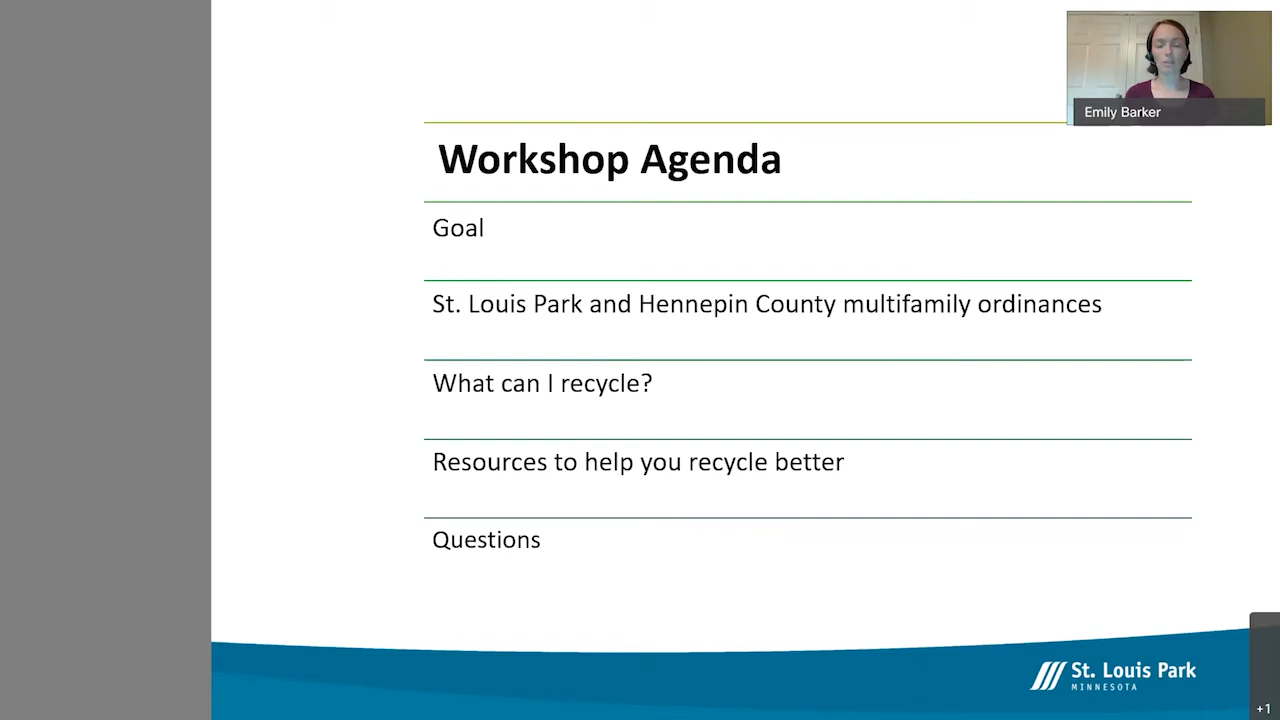 Emily Barker
Workshop Agenda
Goal
St. Louis Park and Hennepin County multifamily ordinances
What can I recycle?
Resources to help you recycle better
Questions
St. Louis Park
MINNESOTA
+1